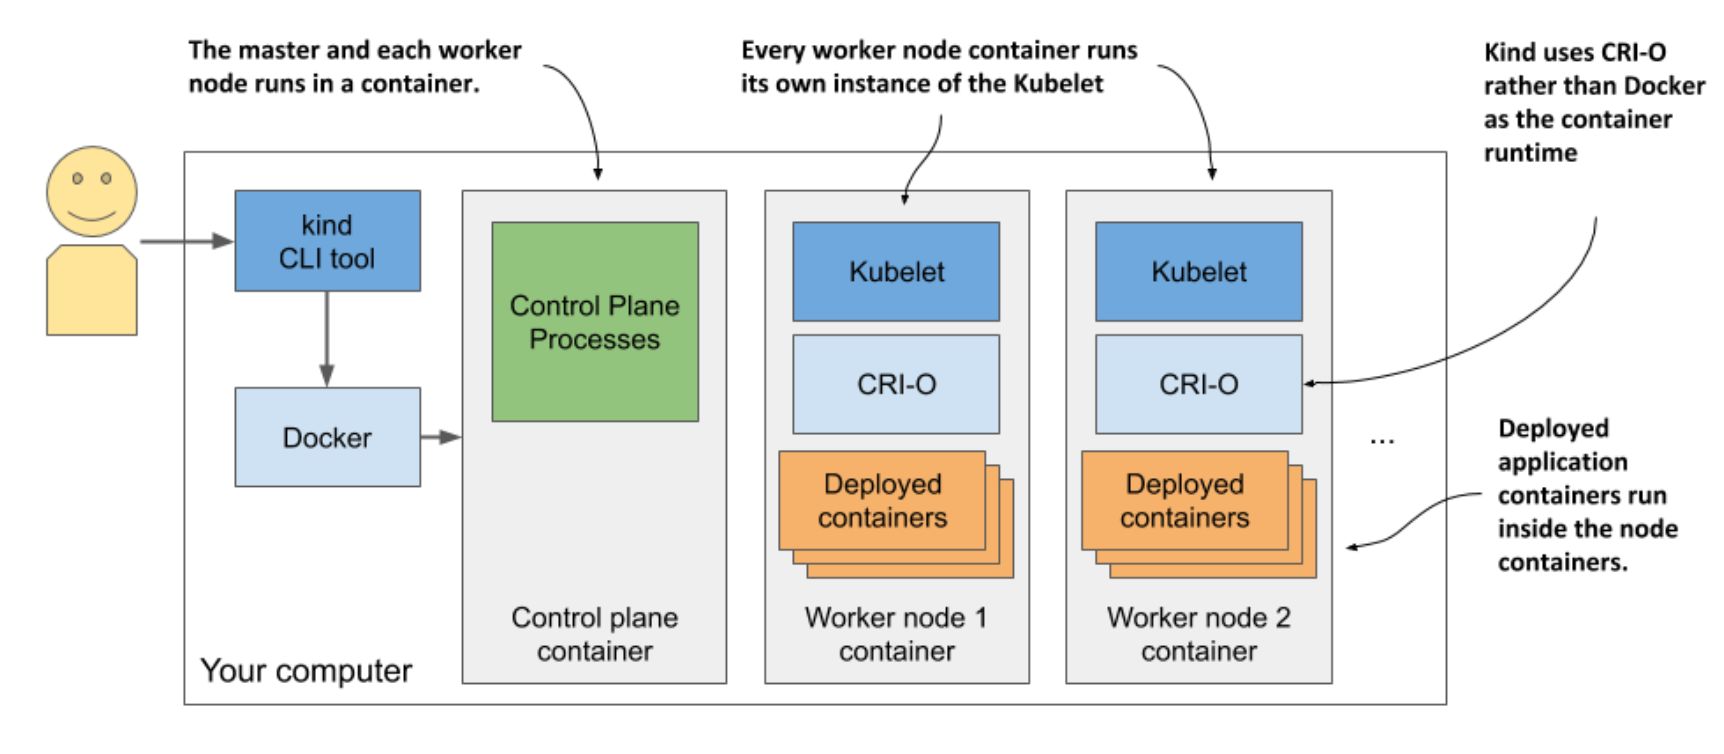 The master and each worker
node runs in a container.
Every worker node container runs
its own instance of the Kubelet
Kind uses CRI-O
rather than Docker
as the container
runtime
kind
CLI tool
Docker
Control Plane
Processes
Control plane
container
Kubelet
CRI-O
Deployed
containers
Worker node 1
container
Kubelet
CRI-O
Deployed
containers
Worker node 2
container
...
Deployed
application
containers run
inside the node
containers.
Your computer